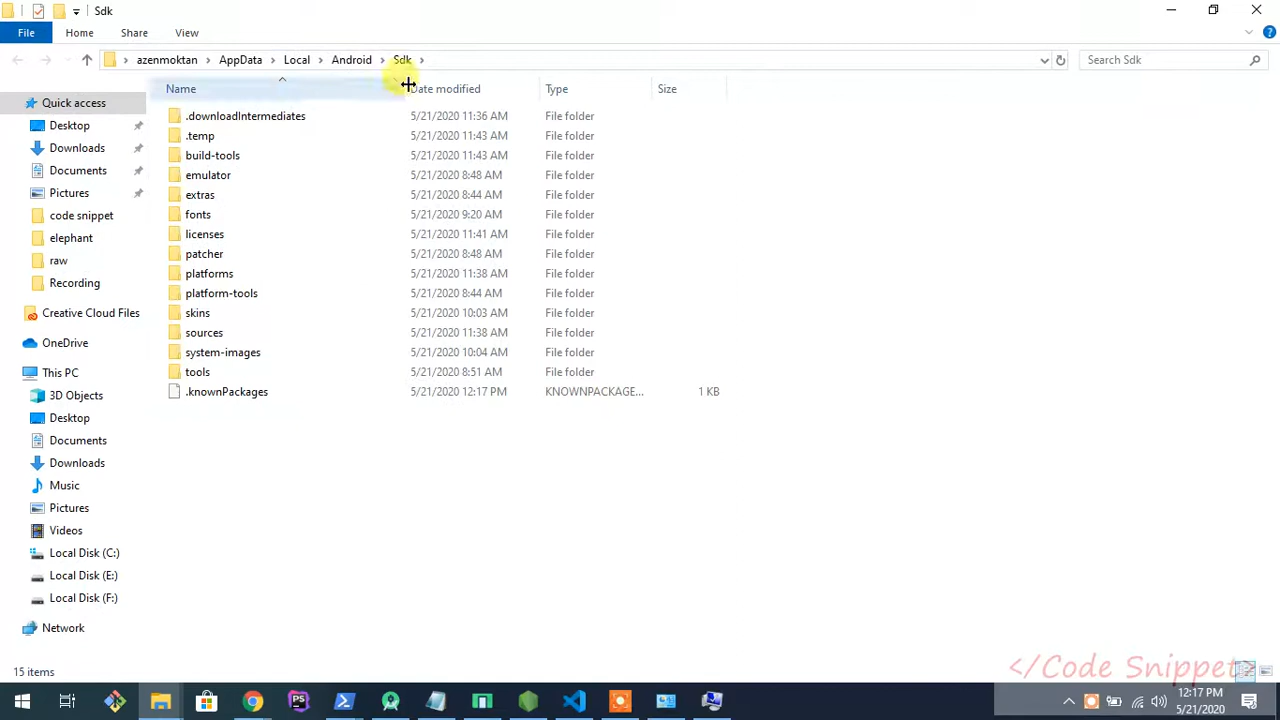 Sdk
File Home Share View
azenmoktan > AppData > Local > Android > Sdk >
Search Sdk
Name Date modified Type Size
Quick access
Desktop
Downloads
Documents
Pictures
code snippet
elephant
raw
Recording
Creative Cloud Files
OneDrive
This PC
3D Objects
Desktop
Documents
Downloads
Music
Pictures
Videos
Local Disk (C:)
Local Disk (E:)
Local Disk (F:)
Network
.downloadIntermediates 5/21/2020 11:36 AM File folder
.temp 5/21/2020 11:43 AM File folder
build-tools 5/21/2020 11:43 AM File folder
emulator 5/21/2020 8:48 AM File folder
extras 5/21/2020 8:44 AM File folder
fonts 5/21/2020 9:20 AM File folder
licenses 5/21/2020 11:41 AM File folder
patcher 5/21/2020 8:48 AM File folder
platforms 5/21/2020 11:38 AM File folder
platform-tools 5/21/2020 8:44 AM File folder
skins 5/21/2020 10:03 AM File folder
sources 5/21/2020 11:38 AM File folder
system-images 5/21/2020 10:04 AM File folder
tools 5/21/2020 8:51 AM File folder
.knownPackages 5/21/2020 12:17 PM KNOWNPACKAGE... 1 KB
15 items
</Code Snippet>
PS
12:17 PM
5/21/2020